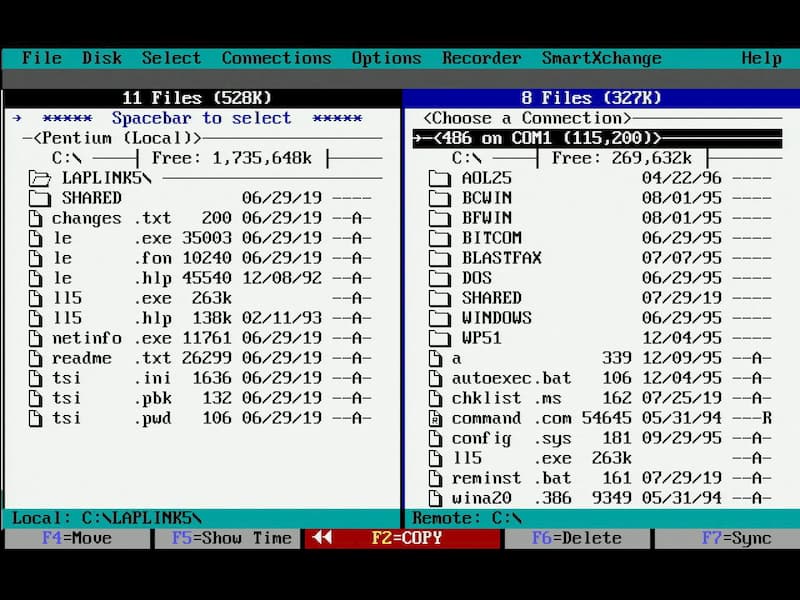 File Disk Select Connections Options Recorder SmartXchange Help
11 Files (528K)
→ ***** Spacebar to select *****
<Pentium (Local)>
C:\ Free: 1,735,648k
LAPLINK5\
SHARED 06/29/19 ----
changes .txt 200 06/29/19 --A-
le .exe 35003 06/29/19 --A-
le .fon 10240 06/29/19 --A-
le .hlp 45540 12/08/92 --A-
ll5 .exe 263k --A-
ll5 .hlp 138k 02/11/93 --A-
netinfo .exe 11761 06/29/19 --A-
readme .txt 26299 06/29/19 --A-
tsi .ini 1636 06/29/19 --A-
tsi .pbk 132 06/29/19 --A-
tsi .pwd 106 06/29/19 --A-
Local: C:\LAPLINK5\
8 Files (327K)
<Choose a Connection>
→<486 on COM1 (115,200)>
C:\ Free: 269,632k
AOL25 04/22/96 ----
BCWIN 08/01/95 ----
BFWIN 08/01/95 ----
BITCOM 06/29/95 ----
BLASTFAX 07/07/95 ----
DOS 06/29/95 ----
SHARED 07/29/19 ----
WINDOWS 06/29/95 ----
WP51 12/04/95 ----
a 339 12/09/95 --A-
autoexec.bat 106 12/04/95 --A-
chklist .ms 162 07/25/19 --A-
command .com 54645 05/31/94 ---R
config .sys 181 09/29/95 --A-
ll5 .exe 263k --A-
reminst .bat 161 07/29/19 --A-
wina20 .386 9349 05/31/94 --A-
Remote: C:\
F4=Move F5=Show Time F2=COPY F6=Delete F7=Sync